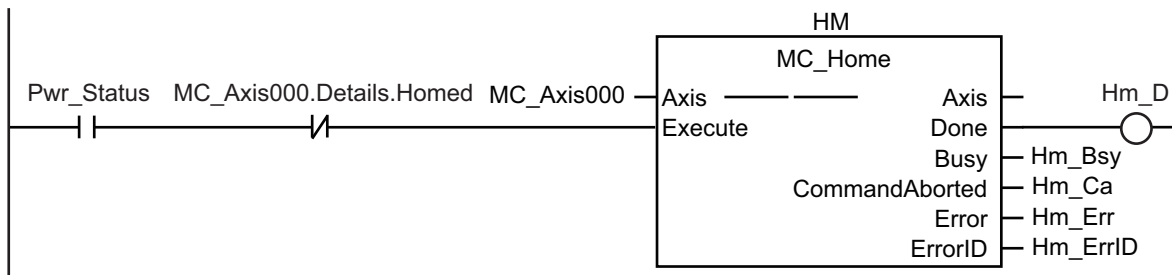 HM
MC_Home
Pwr_Status MC_Axis000.Details.Homed MC_Axis000 Axis Axis Hm_D
Execute Done
Busy Hm_Bsy
CommandAborted Hm_Ca
Error Hm_Err
ErrorID Hm_ErrID